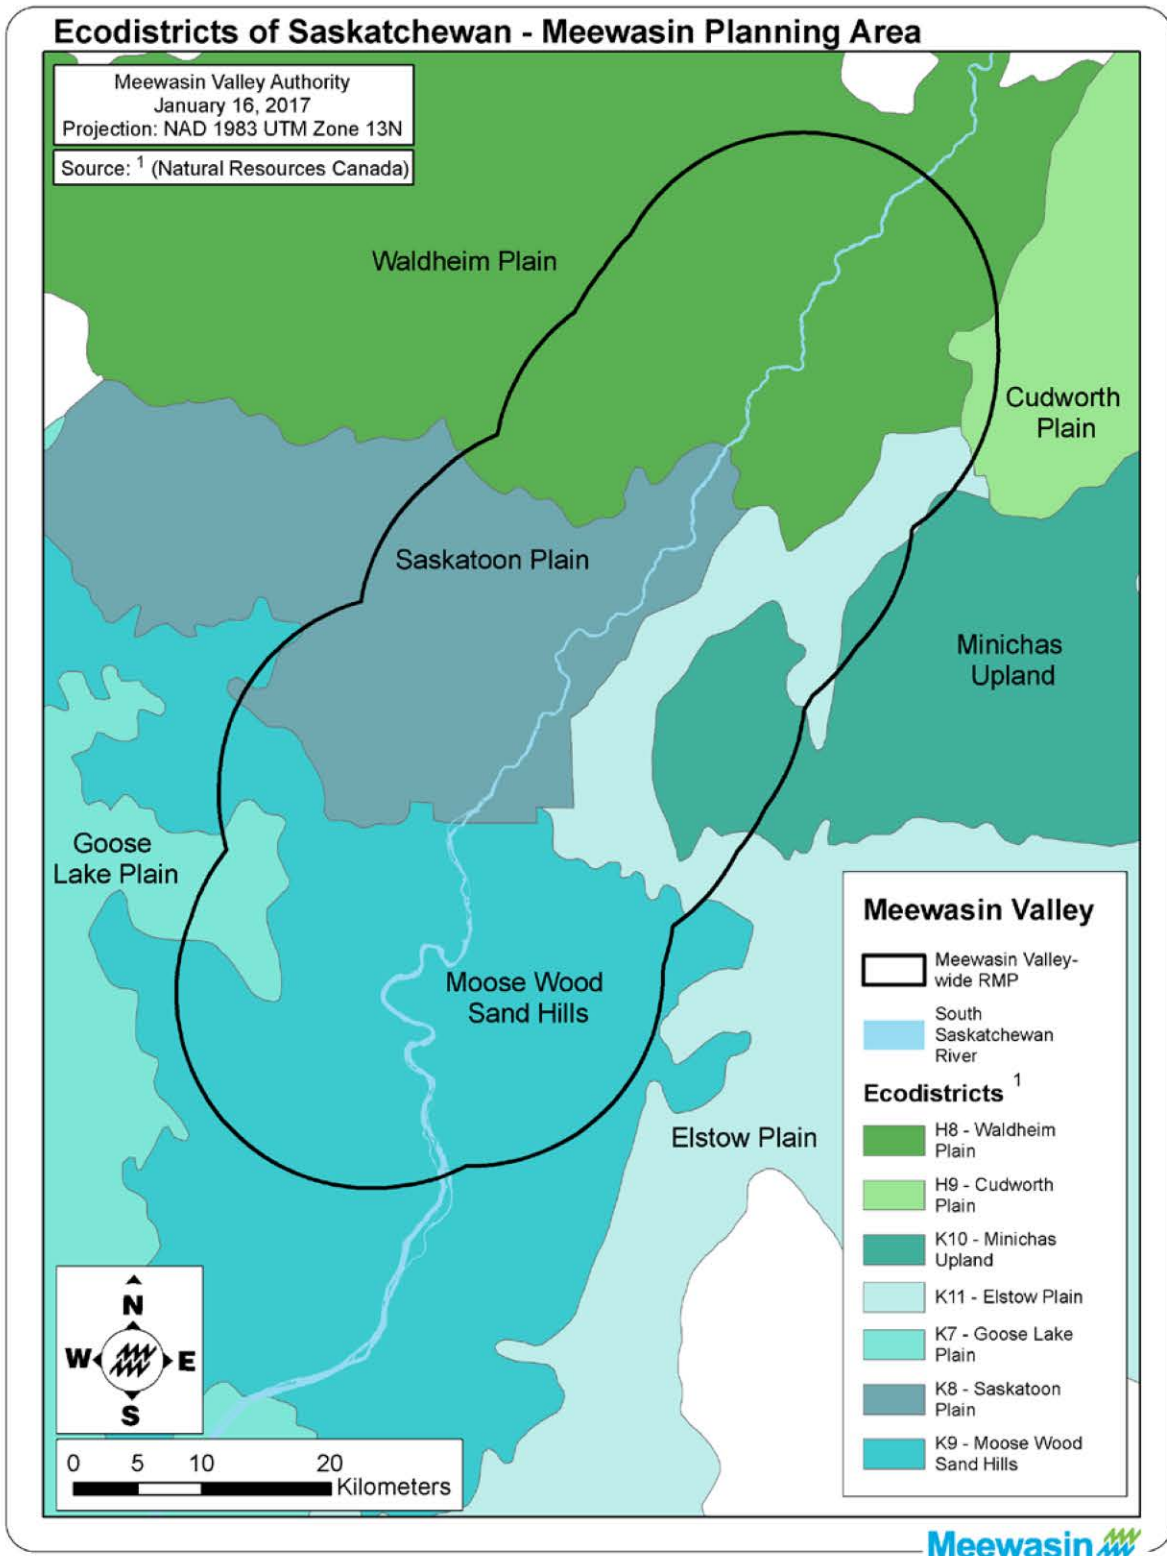 Ecodistricts of Saskatchewan - Meewasin Planning Area
Meewasin Valley Authority
January 16, 2017
Projection: NAD 1983 UTM Zone 13N
Source: 1 (Natural Resources Canada)
Waldheim Plain
Cudworth
Plain
Saskatoon Plain
Minichas
Upland
Goose
Lake Plain
Moose Wood
Sand Hills
Elstow Plain
Meewasin Valley
Meewasin Valley-
wide RMP
South
Saskatchewan
River
Ecodistricts 1
H8 - Waldheim
Plain
H9 - Cudworth
Plain
K10 - Minichas
Upland
K11 - Elstow Plain
K7 - Goose Lake
Plain
K8 - Saskatoon
Plain
K9 - Moose Wood
Sand Hills
N
W E
S
0 5 10 20
Kilometers
Meewasin